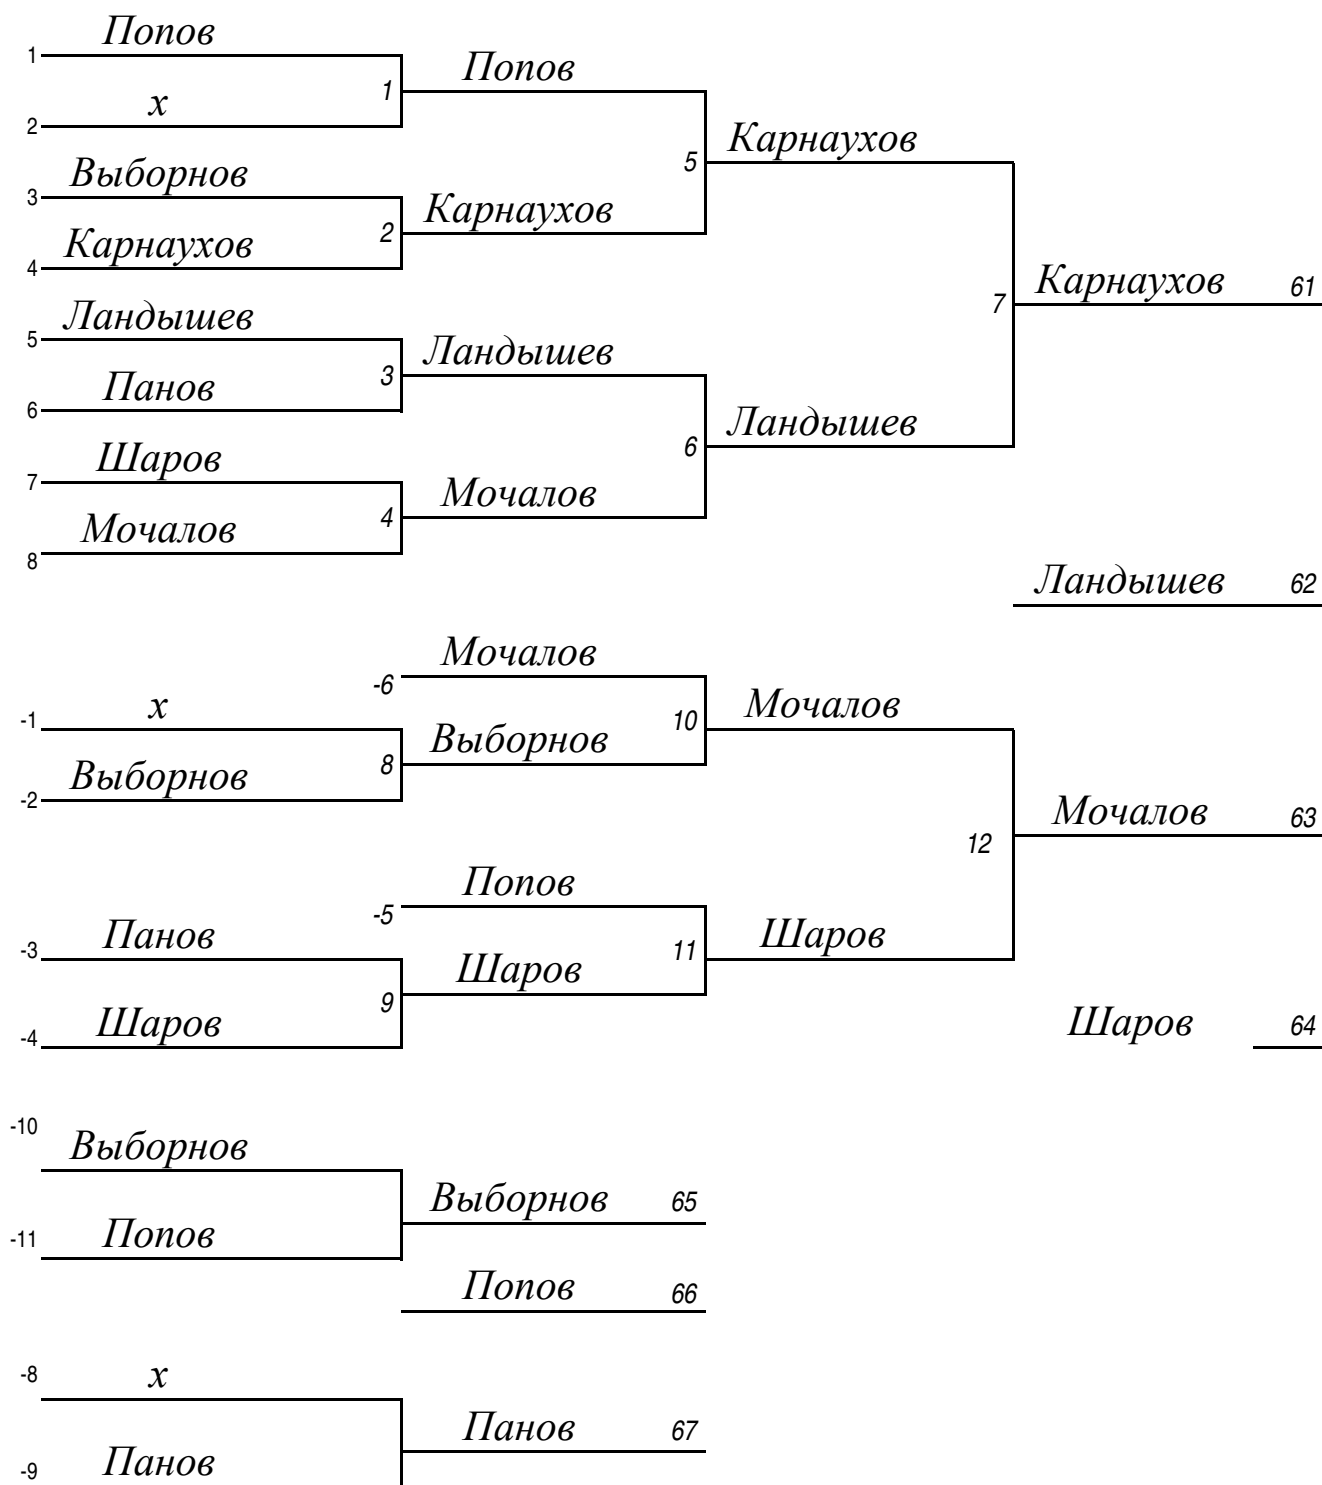 Попов
1
Попов
1
х
2
Карнаухов
5
Выборнов
3
Карнаухов
2
Карнаухов
4
Карнаухов 61
7
Ландышев
5
Ландышев
3
Панов
6
Ландышев
6
Шаров
7
Мочалов
4
Мочалов
8
Ландышев 62
Мочалов
-6
х
-1
Мочалов
10
Выборнов
8
Выборнов
-2
Мочалов 63
12
Попов
-5
Панов
-3
Шаров
11
Шаров
9
Шаров
-4
Шаров 64
-10
Выборнов
Выборнов 65
-11 Попов
Попов 66
-8 х
Панов 67
-9 Панов